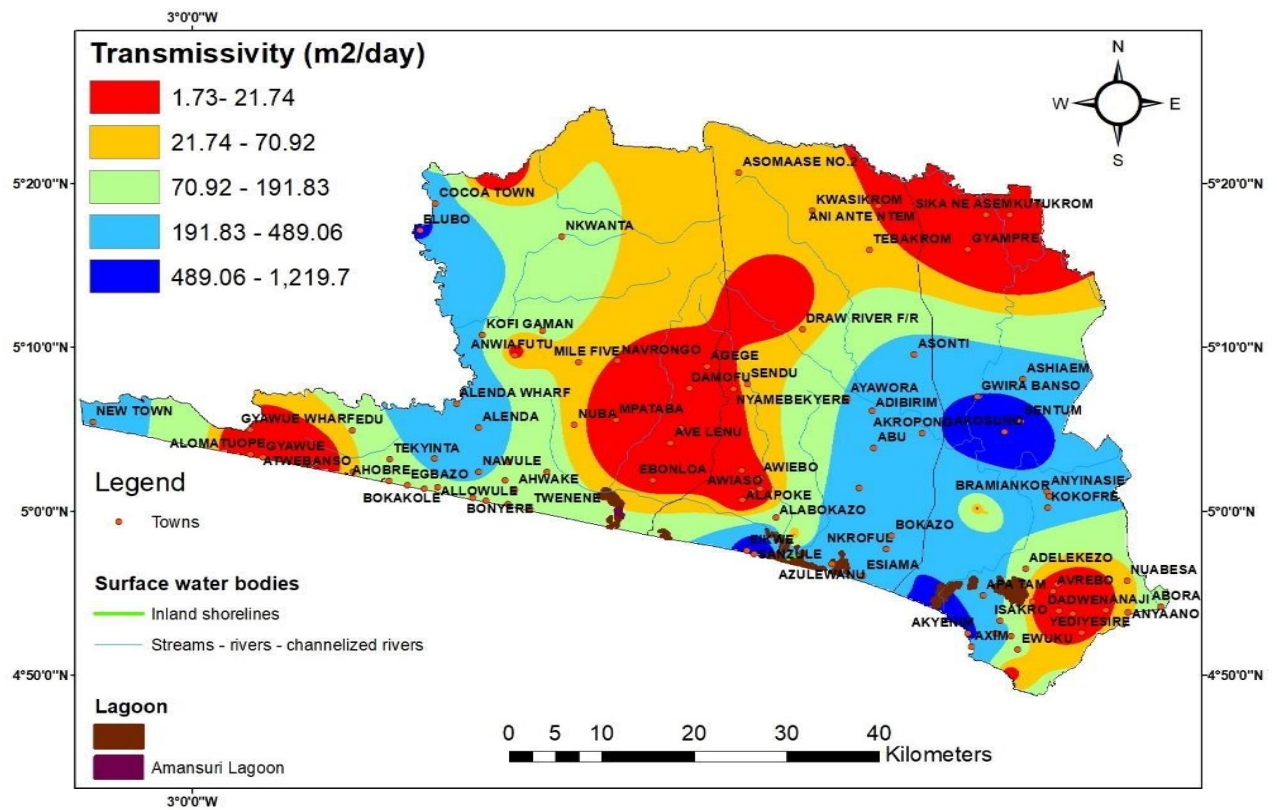 3°0'0"W
Transmissivity (m2/day)
1.73- 21.74
21.74 - 70.92
70.92 - 191.83
191.83 - 489.06
489.06 - 1,219.7
N
W
E
S
5°20'0"N
5°20'0"N
ASOMAASE NO.2
COCOA TOWN
KWASIKROM
SIKA NE ASEMKUTUKROM
ELUBO
ANI ANTE NTEM
NKWANTA
TEBAKROM
GYAMPRE
KOFI GAMAN
DRAW RIVER F/R
ANWIAFUTU
ASONTI
5°10'0"N
5°10'0"N
MILE FIVE
NAVRONGO
AGEGE
DAMOFU
SENDU
ASHIAEM
GWIRA BANSO
ALENDA WHARF
NYAMEBEKYERE
AYAWORA
ADIBIRIM
NEW TOWN
GYAWUE WHARF
EDU
ALENDA
NUBA
MPATABA
AKROPONG
AKOSUNO
SENTUM
ALOMATUOPE
GYAWUE
TEKYINTA
AVE LENU
ABU
ATWEBANSO
AHOBRE
EGBAZO
NAWULE
AHWAKE
EBONLOA
AWIEBO
AWIASO
BRAMIANKOR
ANYINASIE
Legend
BOKAKOLE
ALLOWULE
TWENENE
ALAPOKE
KOKOFRE
Towns
BONYERE
ALABOKAZO
5°0'0"N
5°0'0"N
BOKAZO
NKROFUL
EIKWE
SANZULE
ESIAMA
ADELEKEZO
AZULEWANU
APATAM
AVREBO
NUABESA
Surface water bodies
DADWEN
ANAJI
ABORA
Inland shorelines
ISAKRO
ANYAANO
AKYENIM
YEDIYESIRE
Streams - rivers - channelized rivers
AXIM
EWUKU
4°50'0"N
4°50'0"N
Lagoon
Amansuri Lagoon
0 5 10 20 30 40
Kilometers
3°0'0"W